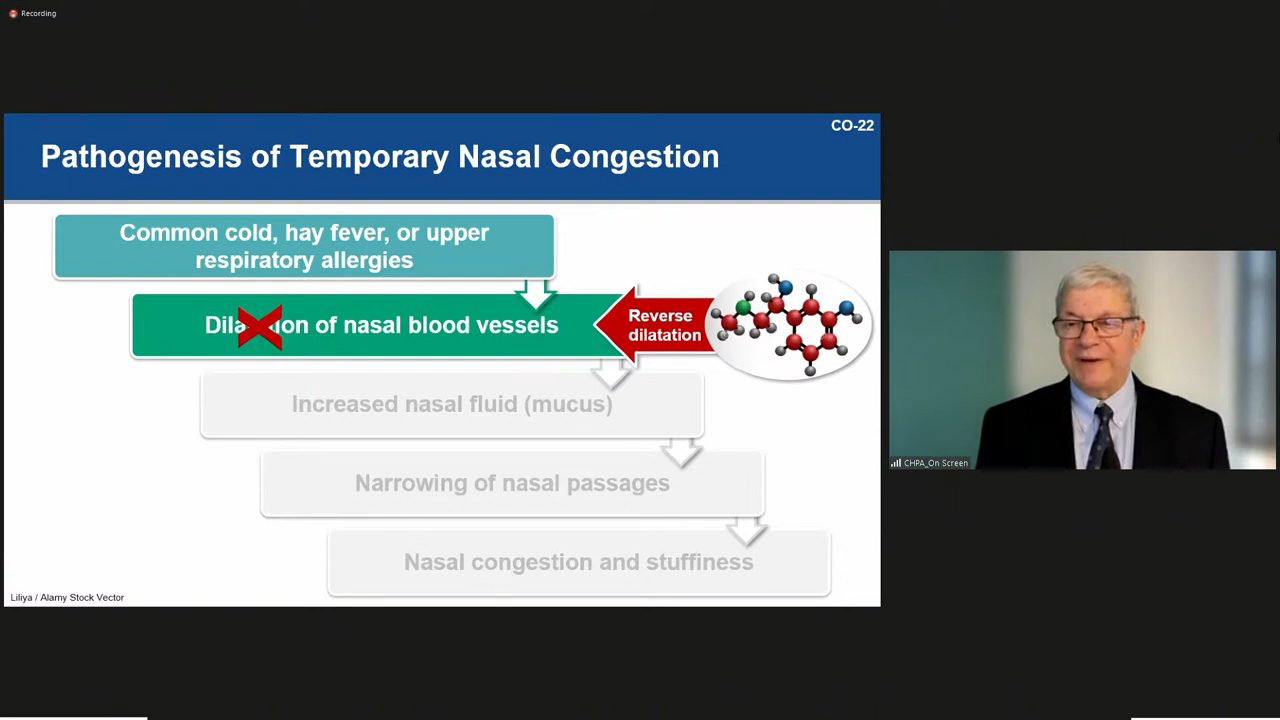 Recording
CO-22
Pathogenesis of Temporary Nasal Congestion
Common cold, hay fever, or upper
respiratory allergies
of nasal blood vessels
Reverse
dilatation
Increased nasal fluid (mucus)
Narrowing of nasal passages
Nasal congestion and stuffiness
Liliya / Alamy Stock Vector
CHPA_On Screen